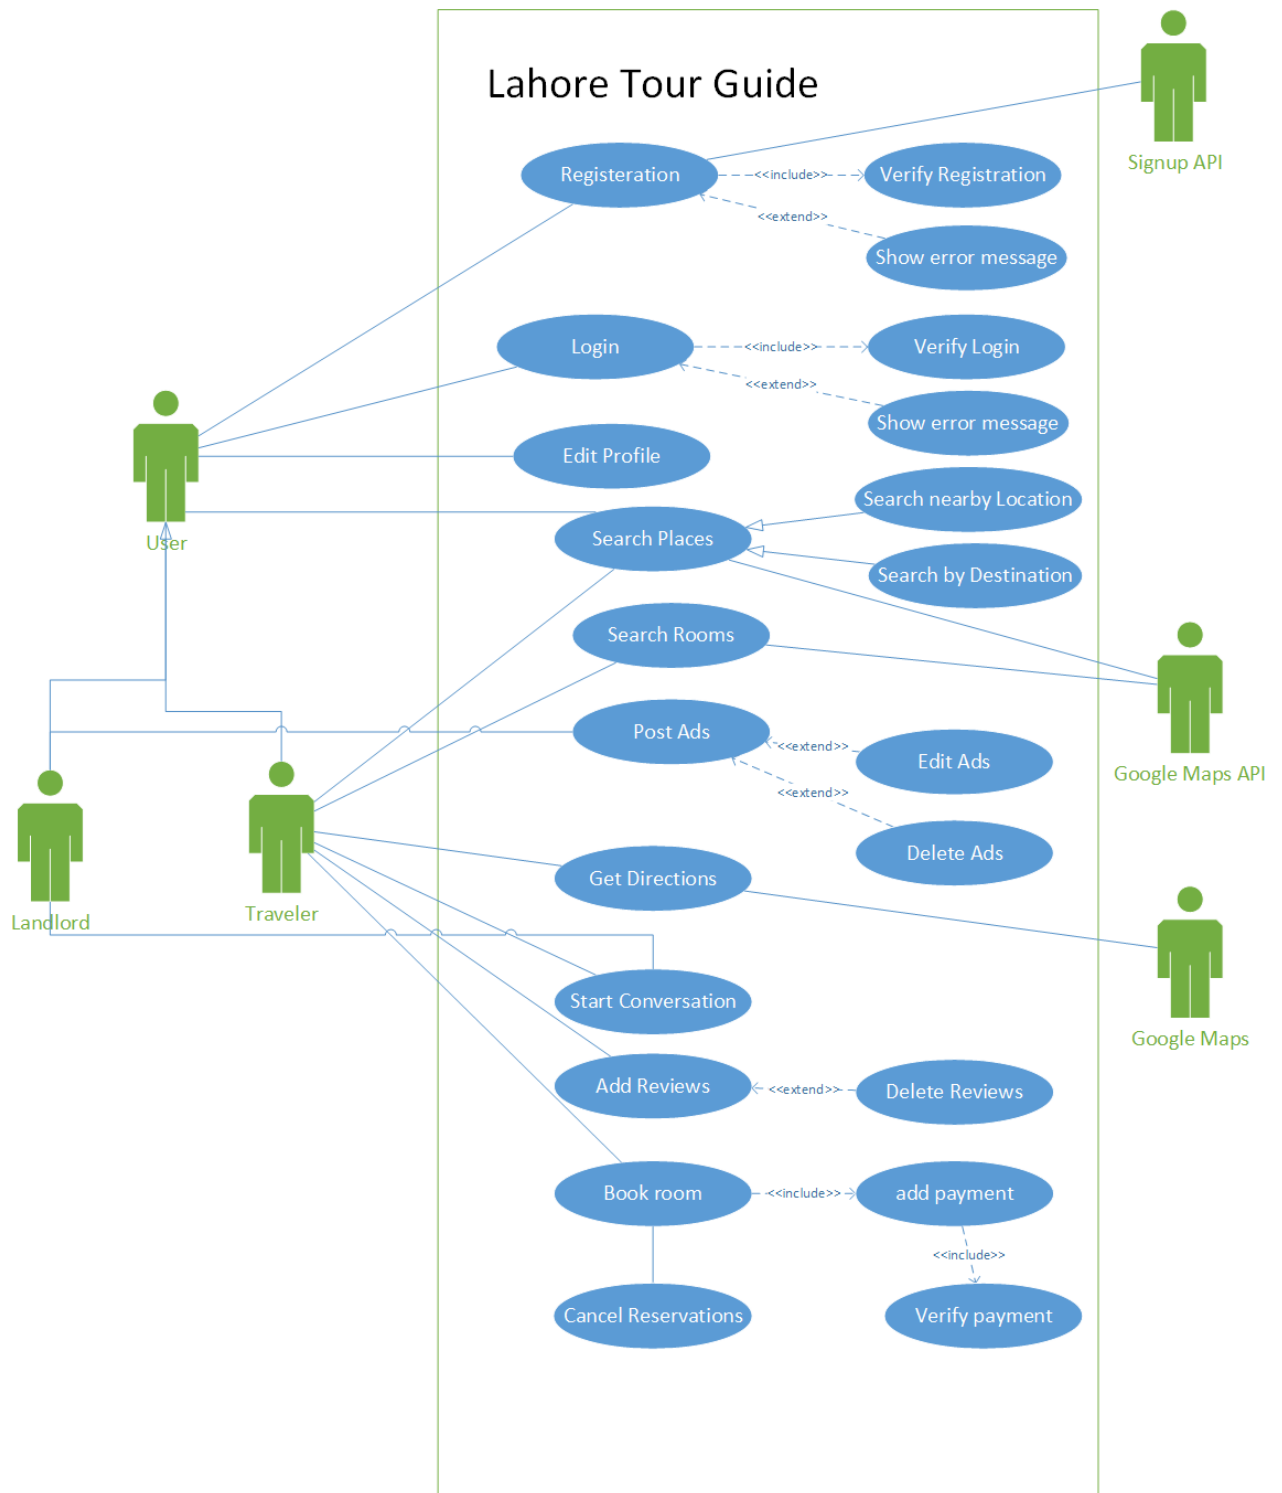 Lahore Tour Guide
Signup API
Registeration
<<include>>
Verify Registration
<<extend>>
Show error message
Login
<<include>>
Verify Login
<<extend>>
Show error message
Edit Profile
Search nearby Location
User
Search Places
Search by Destination
Search Rooms
Post Ads
<<extend>>
Edit Ads
Google Maps API
<<extend>>
Delete Ads
Get Directions
Landlord
Traveler
Start Conversation
Google Maps
Add Reviews
<<extend>>
Delete Reviews
Book room
<<include>>
add payment
<<include>>
Cancel Reservations
Verify payment